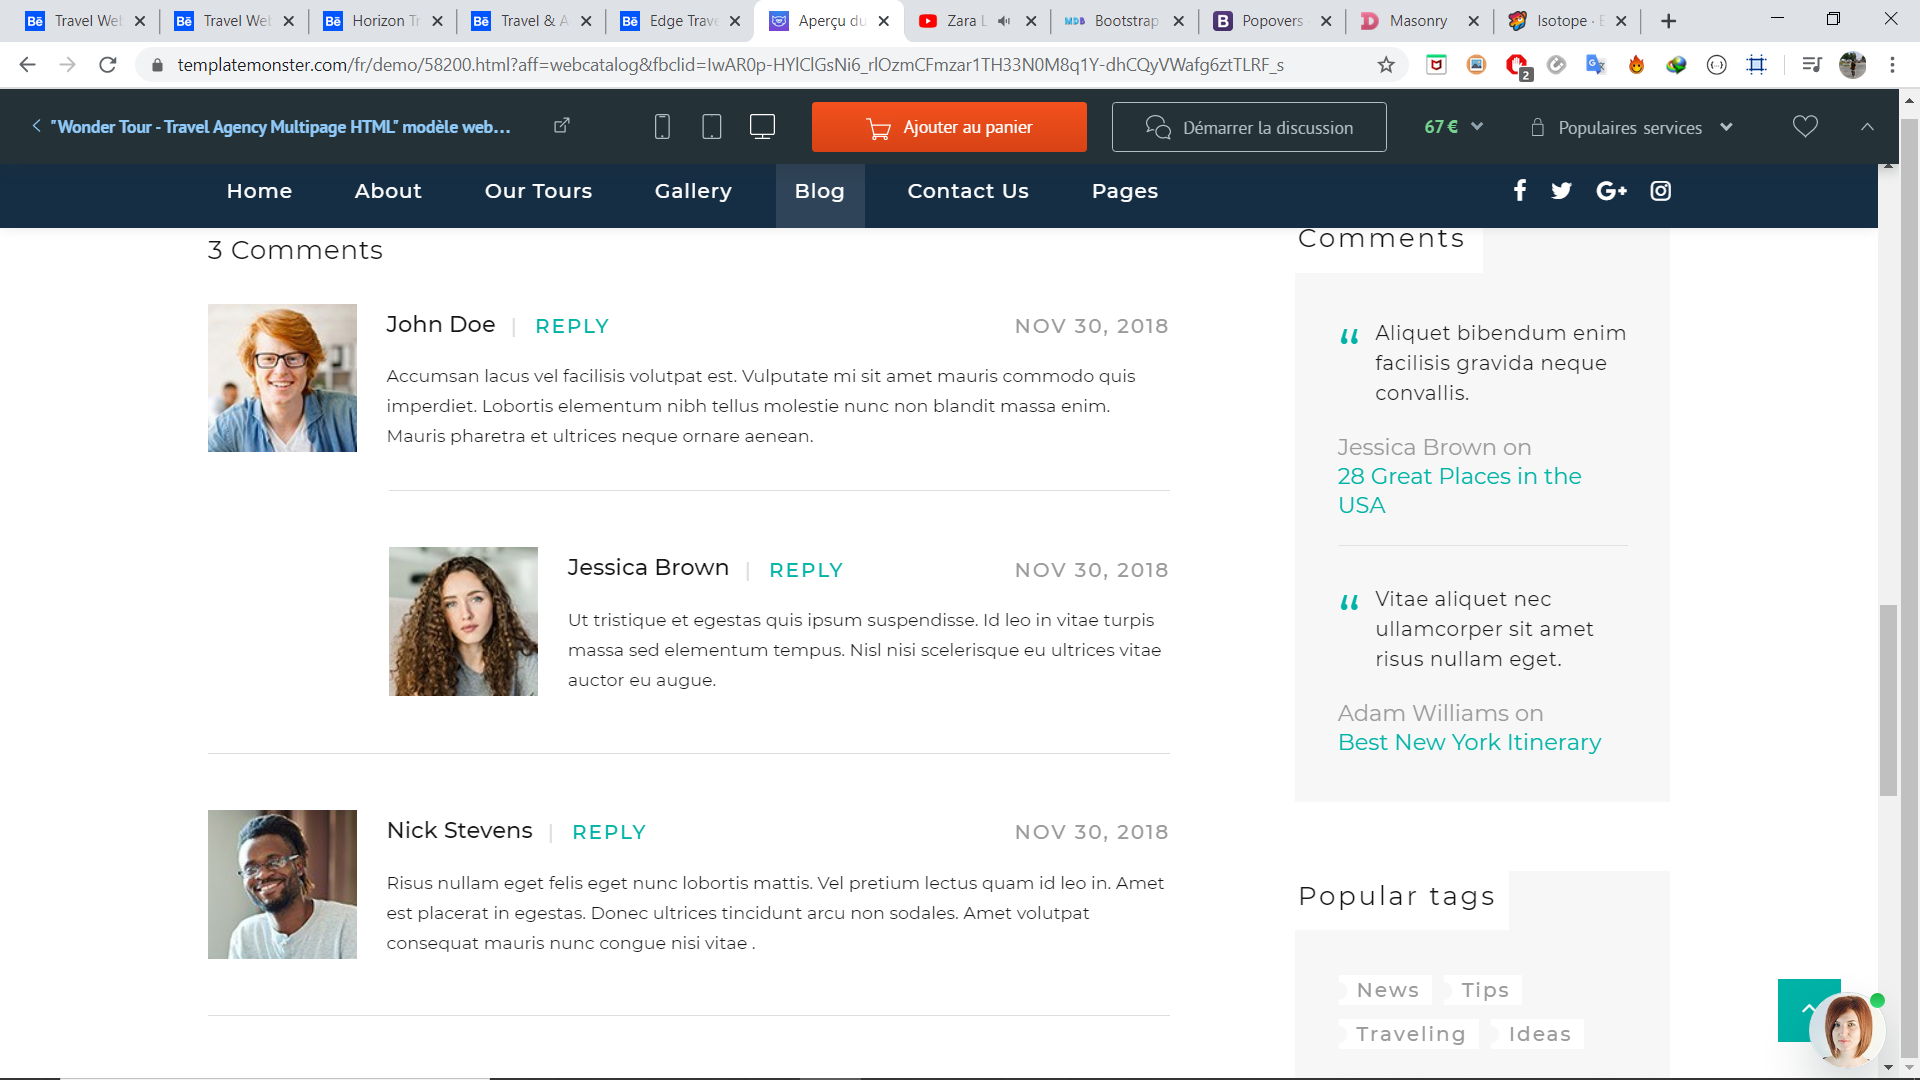 Travel Web
Travel Web
Horizon Tr
Travel & A
Edge Trave
Aperçu du
Zara L
MDB
Bootstrap
Popovers
Masonry
Isotope · E
templatemonster.com/fr/demo/58200.html?aff=webcatalog&fbclid=IwAR0p-HYlClGsNi6_rlOzmCFmzar1TH33N0M8q1Y-dhCQyVWafg6ztTLRF_s
2
"Wonder Tour - Travel Agency Multipage HTML" modèle web...
Ajouter au panier
Démarrer la discussion
67 €
Populaires services
Home
About
Our Tours
Gallery
Blog
Contact Us
Pages
3 Comments
John Doe | REPLY
NOV 30, 2018
Accumsan lacus vel facilisis volutpat est. Vulputate mi sit amet mauris commodo quis
imperdiet. Lobortis elementum nibh tellus molestie nunc non blandit massa enim.
Mauris pharetra et ultrices neque ornare aenean.
Jessica Brown | REPLY
NOV 30, 2018
Ut tristique et egestas quis ipsum suspendisse. Id leo in vitae turpis
massa sed elementum tempus. Nisl nisi scelerisque eu ultrices vitae
auctor eu augue.
Nick Stevens | REPLY
NOV 30, 2018
Risus nullam eget felis eget nunc lobortis mattis. Vel pretium lectus quam id leo in. Amet
est placerat in egestas. Donec ultrices tincidunt arcu non sodales. Amet volutpat
consequat mauris nunc congue nisi vitae .
Comments
“ Aliquet bibendum enim
facilisis gravida neque
convallis.
Jessica Brown on
28 Great Places in the
USA
“ Vitae aliquet nec
ullamcorper sit amet
risus nullam eget.
Adam Williams on
Best New York Itinerary
Popular tags
News
Tips
Traveling
Ideas